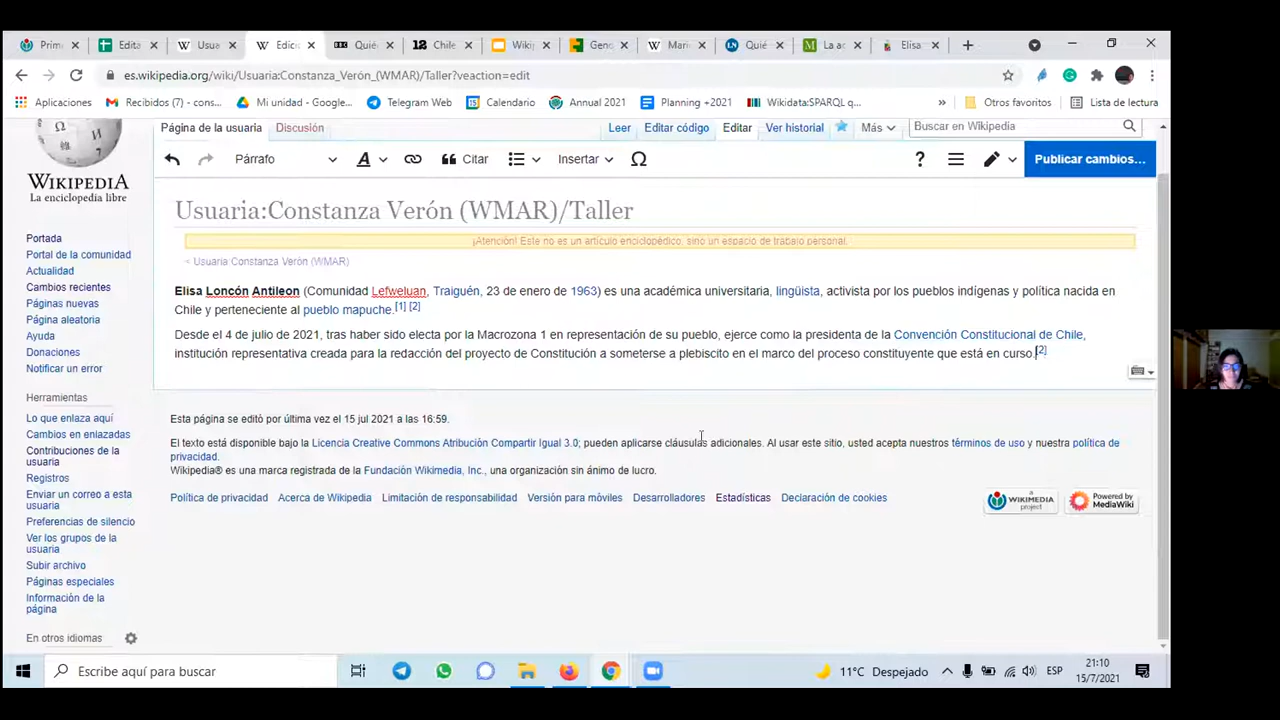 Prim Edita Usua Edici Quié Chile Wikip Geno Mari Quié La ac Elisa
es.wikipedia.org/wiki/Usuaria:Constanza_Verón_(WMAR)/Taller?veaction=edit
Aplicaciones Recibidos (7) - cons... Mi unidad - Google... Telegram Web Calendario Annual 2021 Planning +2021 Wikidata:SPARQL q... » Otros favoritos Lista de lectura
Página de la usuaria Discusión Leer Editar código Editar Ver historial Más Buscar en Wikipedia
Párrafo A Citar Insertar Ω ? Publicar cambios...
WIKIPEDIA
La enciclopedia libre
Usuaria:Constanza Verón (WMAR)/Taller
¡Atención! Este no es un artículo enciclopédico, sino un espacio de trabajo personal.
< Usuaria Constanza Verón (WMAR)
Elisa Loncón Antileon (Comunidad Lefweluan, Traiguén, 23 de enero de 1963) es una académica universitaria, lingüista, activista por los pueblos indígenas y política nacida en
Chile y perteneciente al pueblo mapuche.[1] [2]
Desde el 4 de julio de 2021, tras haber sido electa por la Macrozona 1 en representación de su pueblo, ejerce como la presidenta de la Convención Constitucional de Chile,
institución representativa creada para la redacción del proyecto de Constitución a someterse a plebiscito en el marco del proceso constituyente que está en curso.[2]
Portada
Portal de la comunidad
Actualidad
Cambios recientes
Páginas nuevas
Página aleatoria
Ayuda
Donaciones
Notificar un error
Herramientas
Lo que enlaza aquí
Cambios en enlazadas
Contribuciones de la
usuaria
Registros
Enviar un correo a esta
usuaria
Preferencias de silencio
Ver los grupos de la
usuaria
Subir archivo
Páginas especiales
Información de la
página
En otros idiomas
Esta página se editó por última vez el 15 jul 2021 a las 16:59.
El texto está disponible bajo la Licencia Creative Commons Atribución Compartir Igual 3.0; pueden aplicarse cláusulas adicionales. Al usar este sitio, usted acepta nuestros términos de uso y nuestra política de
privacidad.
Wikipedia® es una marca registrada de la Fundación Wikimedia, Inc., una organización sin ánimo de lucro.
Política de privacidad Acerca de Wikipedia Limitación de responsabilidad Versión para móviles Desarrolladores Estadísticas Declaración de cookies
a
WIKIMEDIA
project
Powered by
MediaWiki
Escribe aquí para buscar
11°C Despejado ESP
21:10
15/7/2021